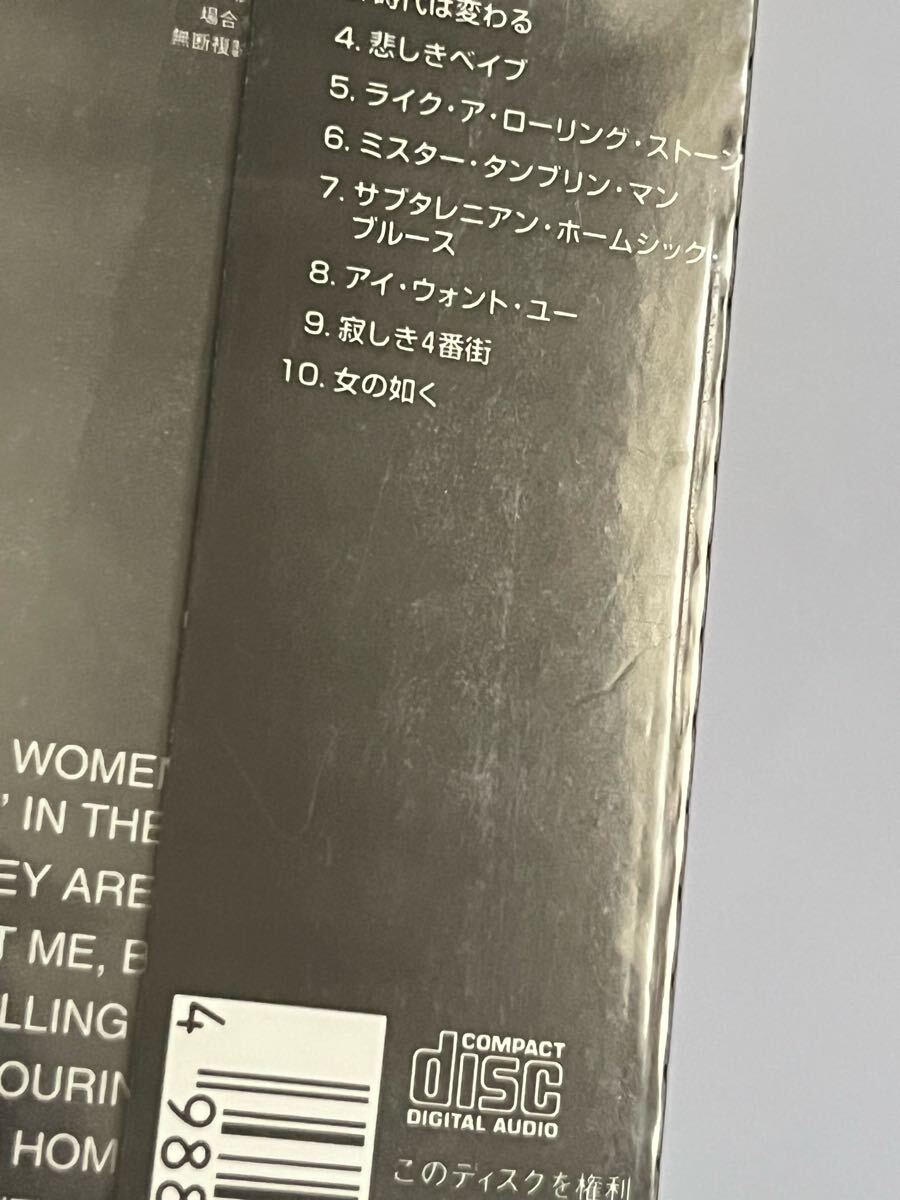 場合
無断複
時代は変わる
4. 悲しきベイブ
5. ライク・ア・ローリング・ストーン
6. ミスター・タンブリン・マン
7. サブタレニアン・ホームシック・
ブルース
8. アイ・ウォント・ユー
9. 寂しき4番街
10. 女の如く
WOMEN
' IN THE
EY ARE
T ME, B
LLING
OURIN
HOM
4 988
COMPACT
disc
DIGITAL AUDIO
このディスクを権利